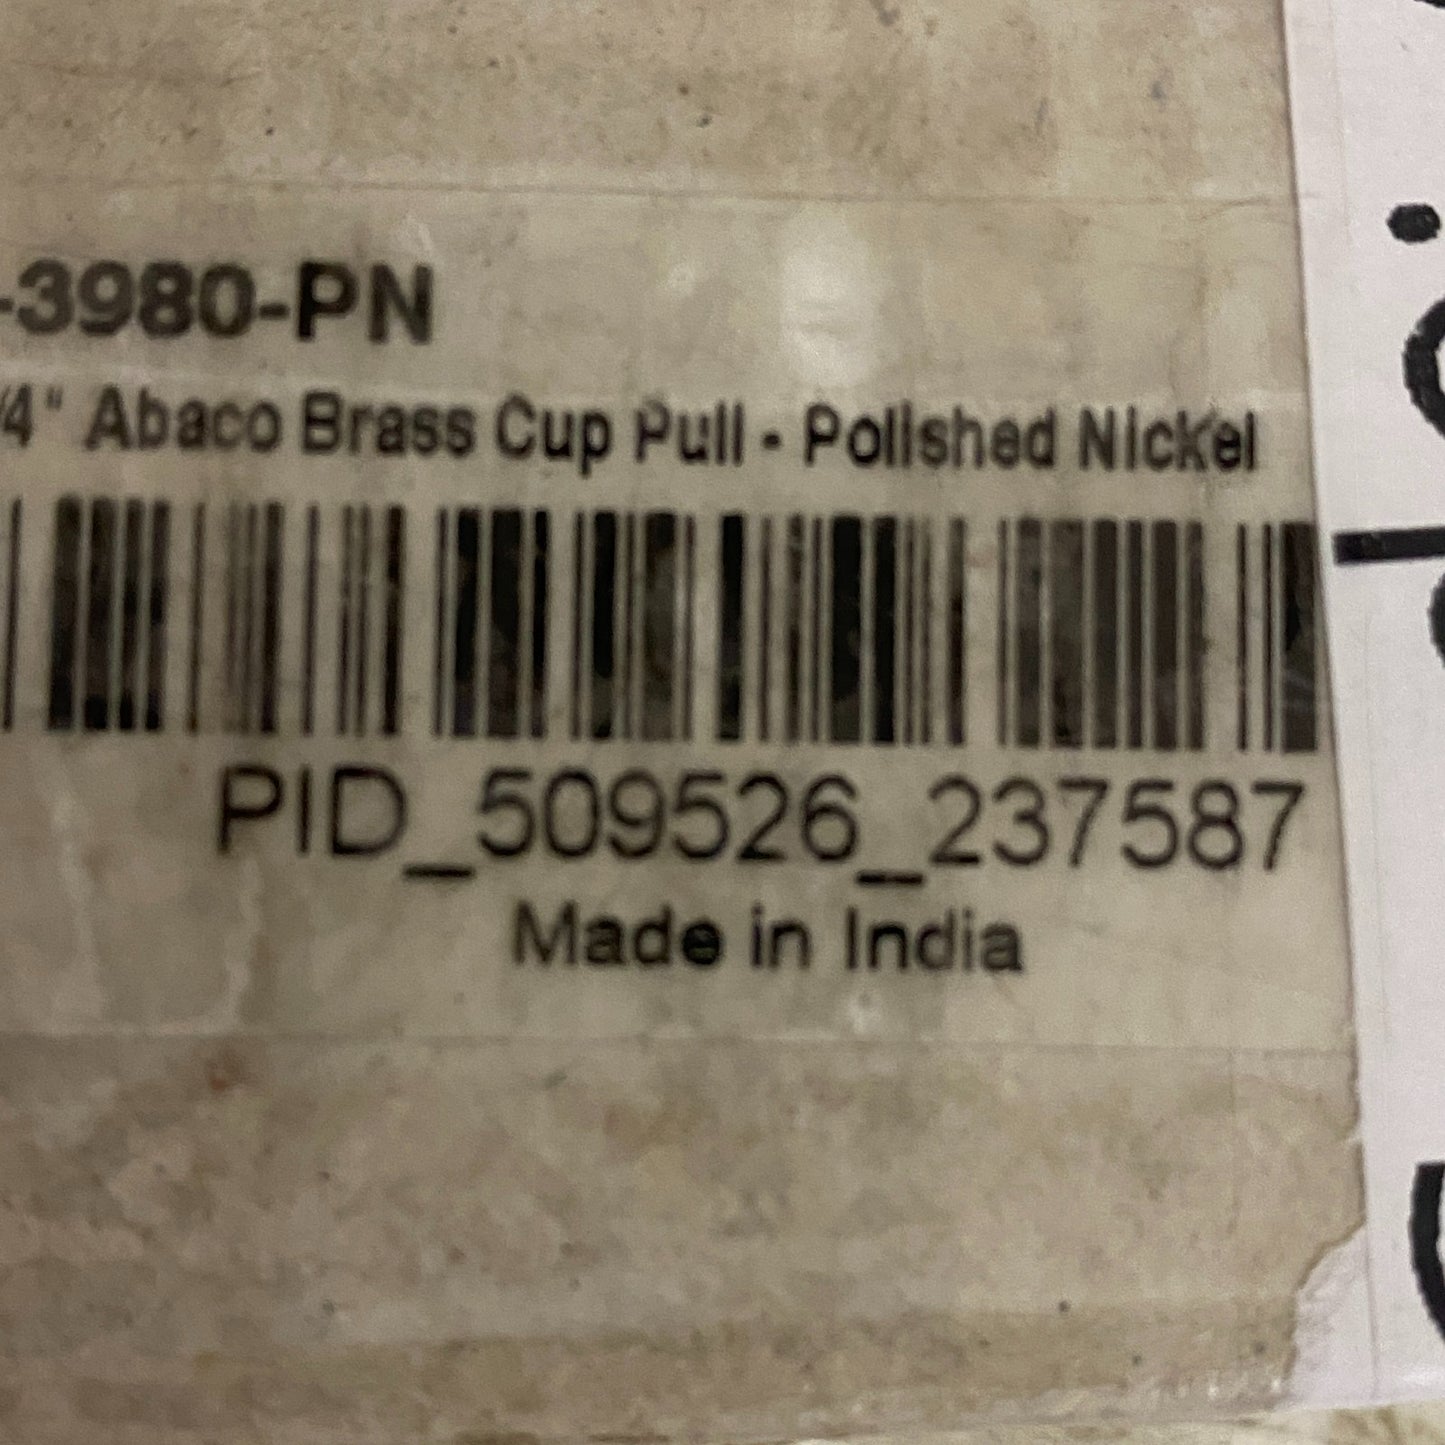 -3980-PN
/4" Abaco Brass Cup Pull - Polished Nickel
PID_509526_237587
Made in India